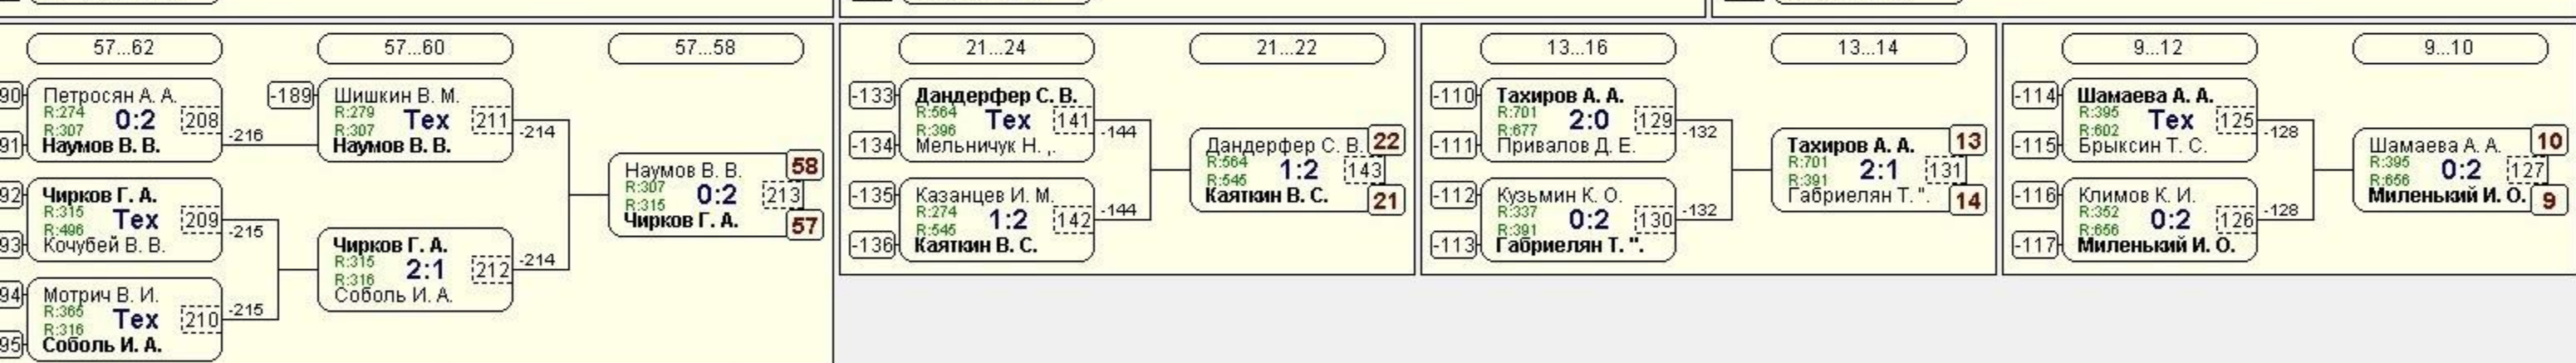 57...62
57...60
57...58
90
Петросян А. А.
R:274
0:2
R:307
208
91
Наумов В. В.
-216
92
Чирков Г. А.
R:315
Тех
R:496
209
93
Кочубей В. В.
-215
94
Мотрич В. И.
R:365
Тех
R:316
210
95
Соболь И. А.
-215
-189
Шишкин В. М.
R:279
Тех
R:307
211
Наумов В. В.
-214
Чирков Г. А.
R:315
2:1
R:316
212
Соболь И. А.
-214
Наумов В. В.
58
R:307
0:2
R:315
213
Чирков Г. А.
57
21...24
21...22
-133
Дандерфер С. В.
R:564
Тех
R:396
141
-134
Мельничук Н. ,.
-144
-135
Казанцев И. М.
R:274
1:2
R:545
142
-136
Каяткин В. С.
-144
Дандерфер С. В.
22
R:564
1:2
R:545
143
Каяткин В. С.
21
13...16
13...14
-110
Тахиров А. А.
R:701
2:0
R:677
129
-111
Привалов Д. Е.
-132
-112
Кузьмин К. О.
R:337
0:2
R:391
130
-113
Габриелян Т. ".
-132
Тахиров А. А.
13
R:701
2:1
R:391
131
Габриелян Т. ".
14
9...12
9...10
-114
Шамаева А. А.
R:395
Тех
R:602
125
-115
Брыксин Т. С.
-128
-116
Климов К. И.
R:352
0:2
R:656
126
-117
Миленький И. О.
-128
Шамаева А. А.
10
R:395
0:2
R:656
127
Миленький И. О.
9